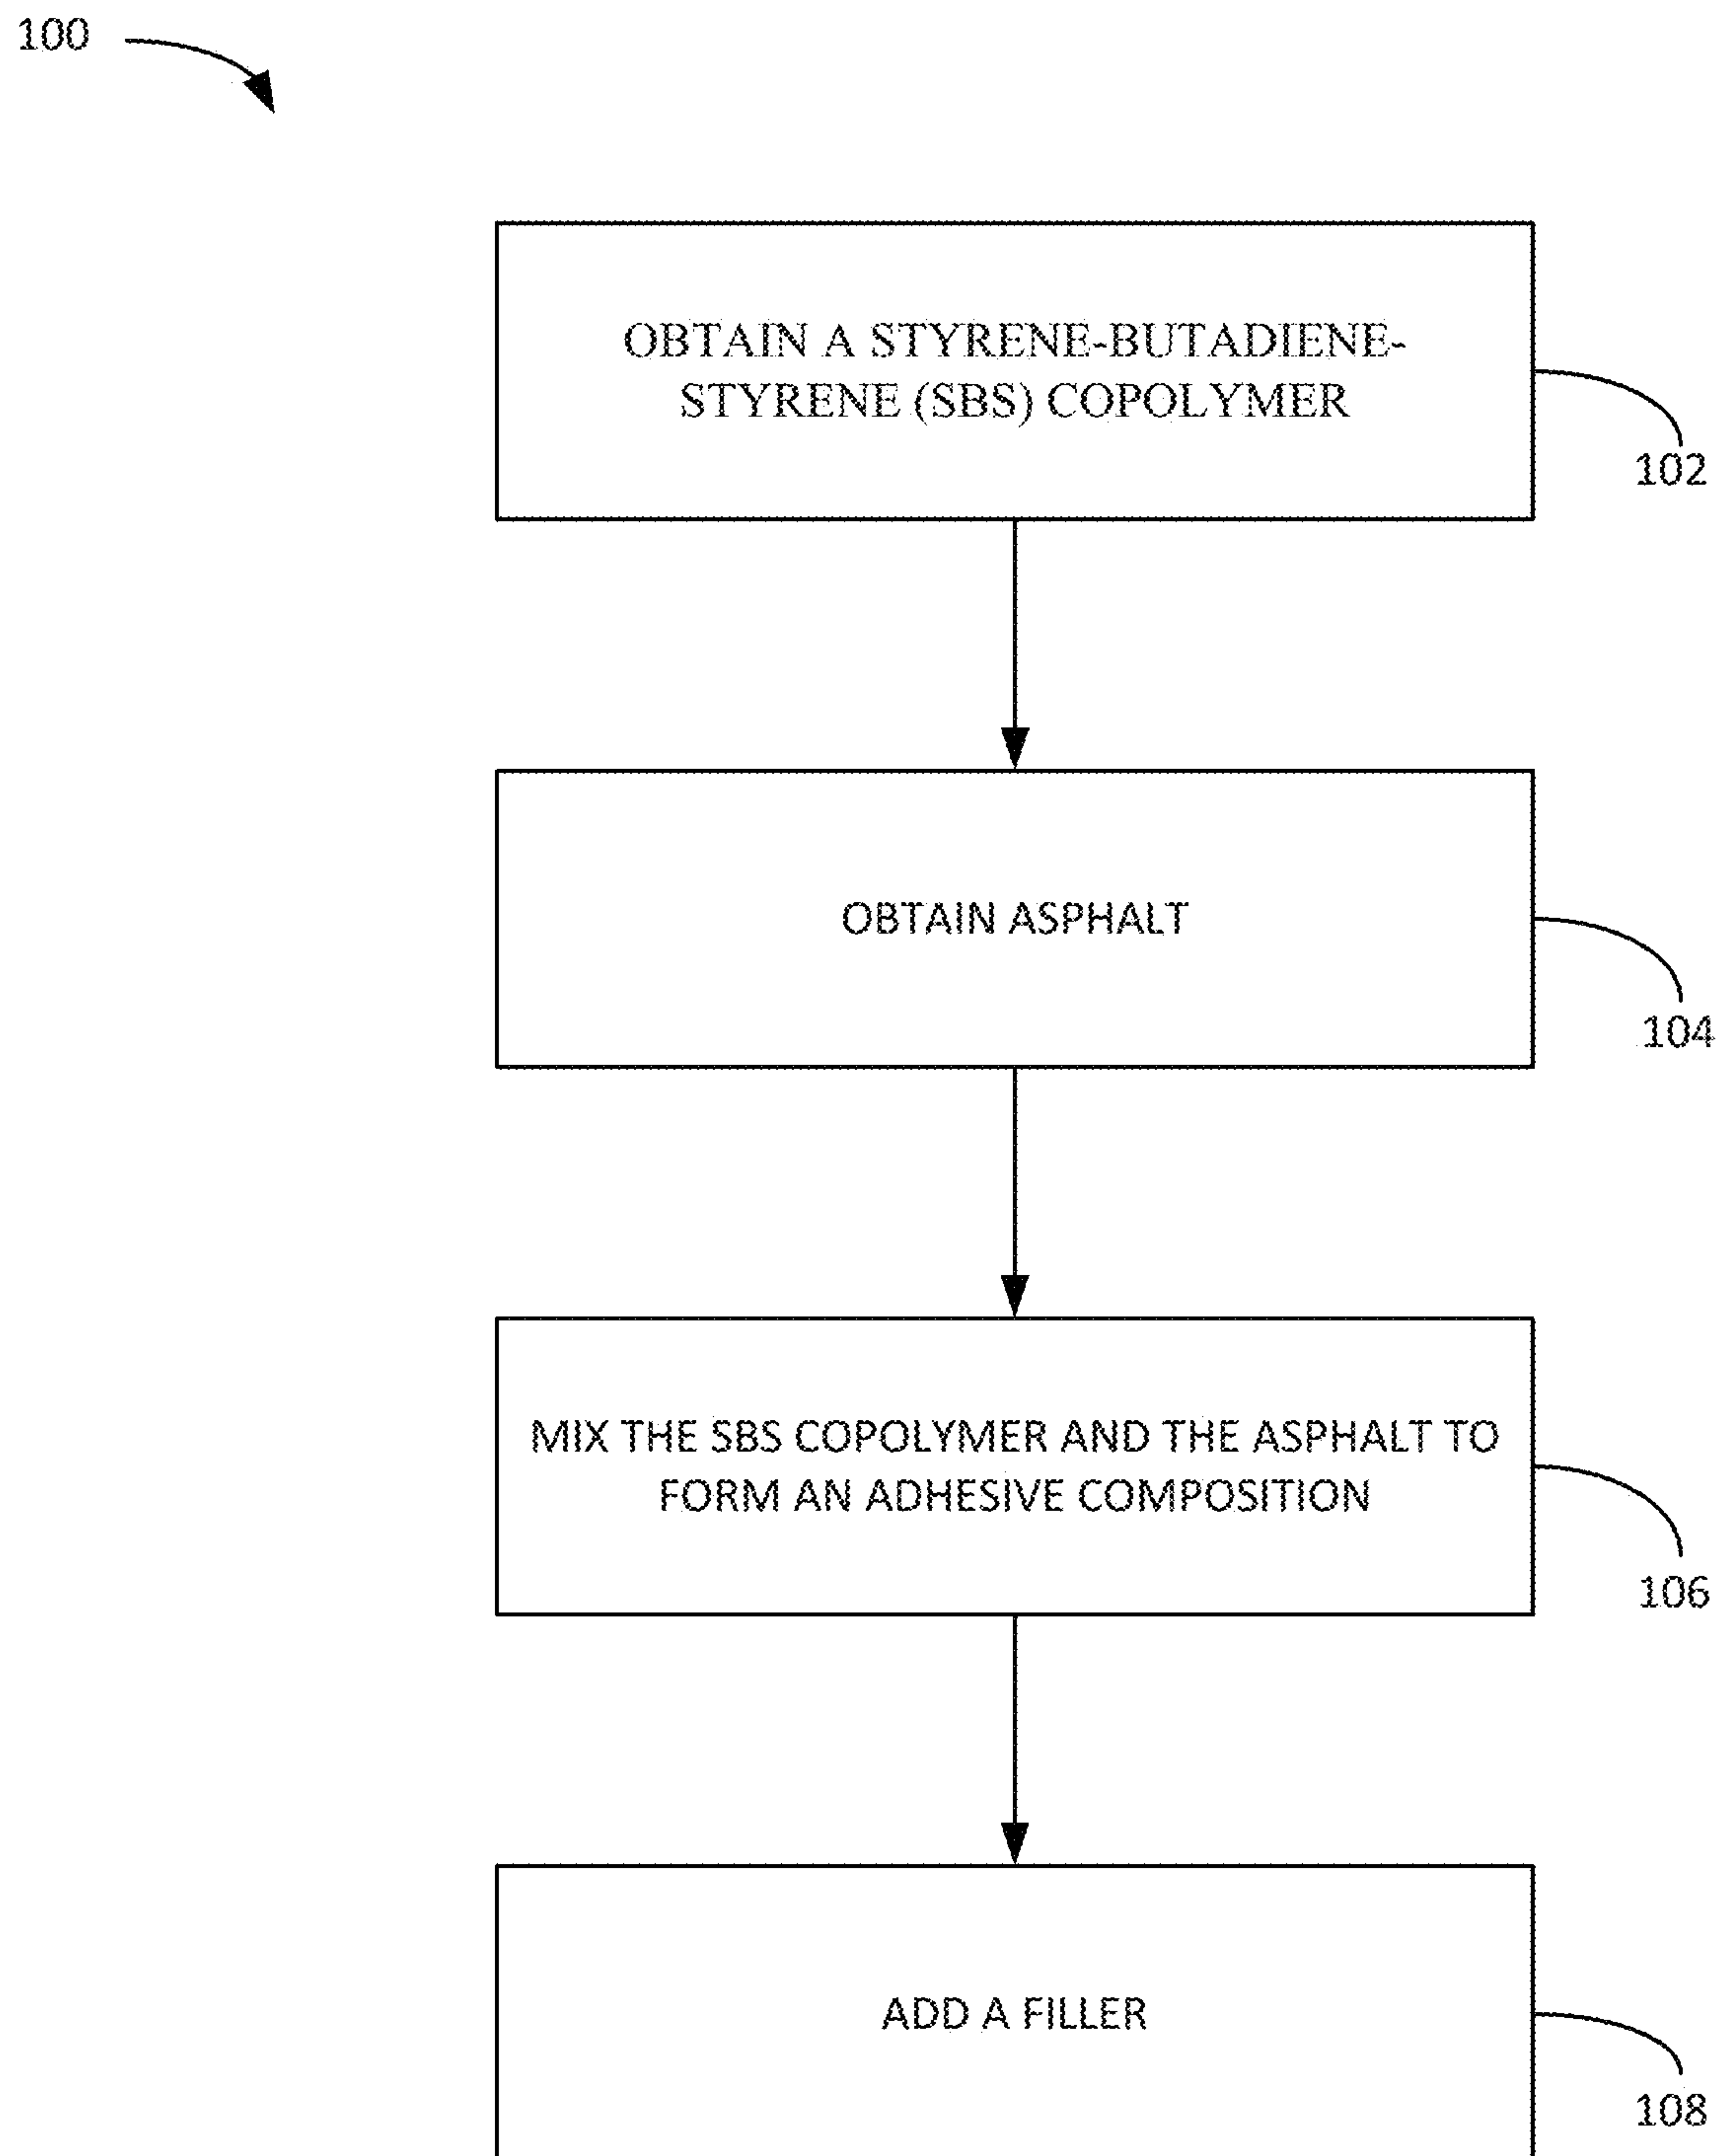 100
OBTAIN A STYRENE-BUTADIENE-
STYRENE (SBS) COPOLYMER
102
OBTAIN ASPHALT
104
MIX THE SBS COPOLYMER AND THE ASPHALT TO
FORM AN ADHESIVE COMPOSITION
106
ADD A FILLER
108